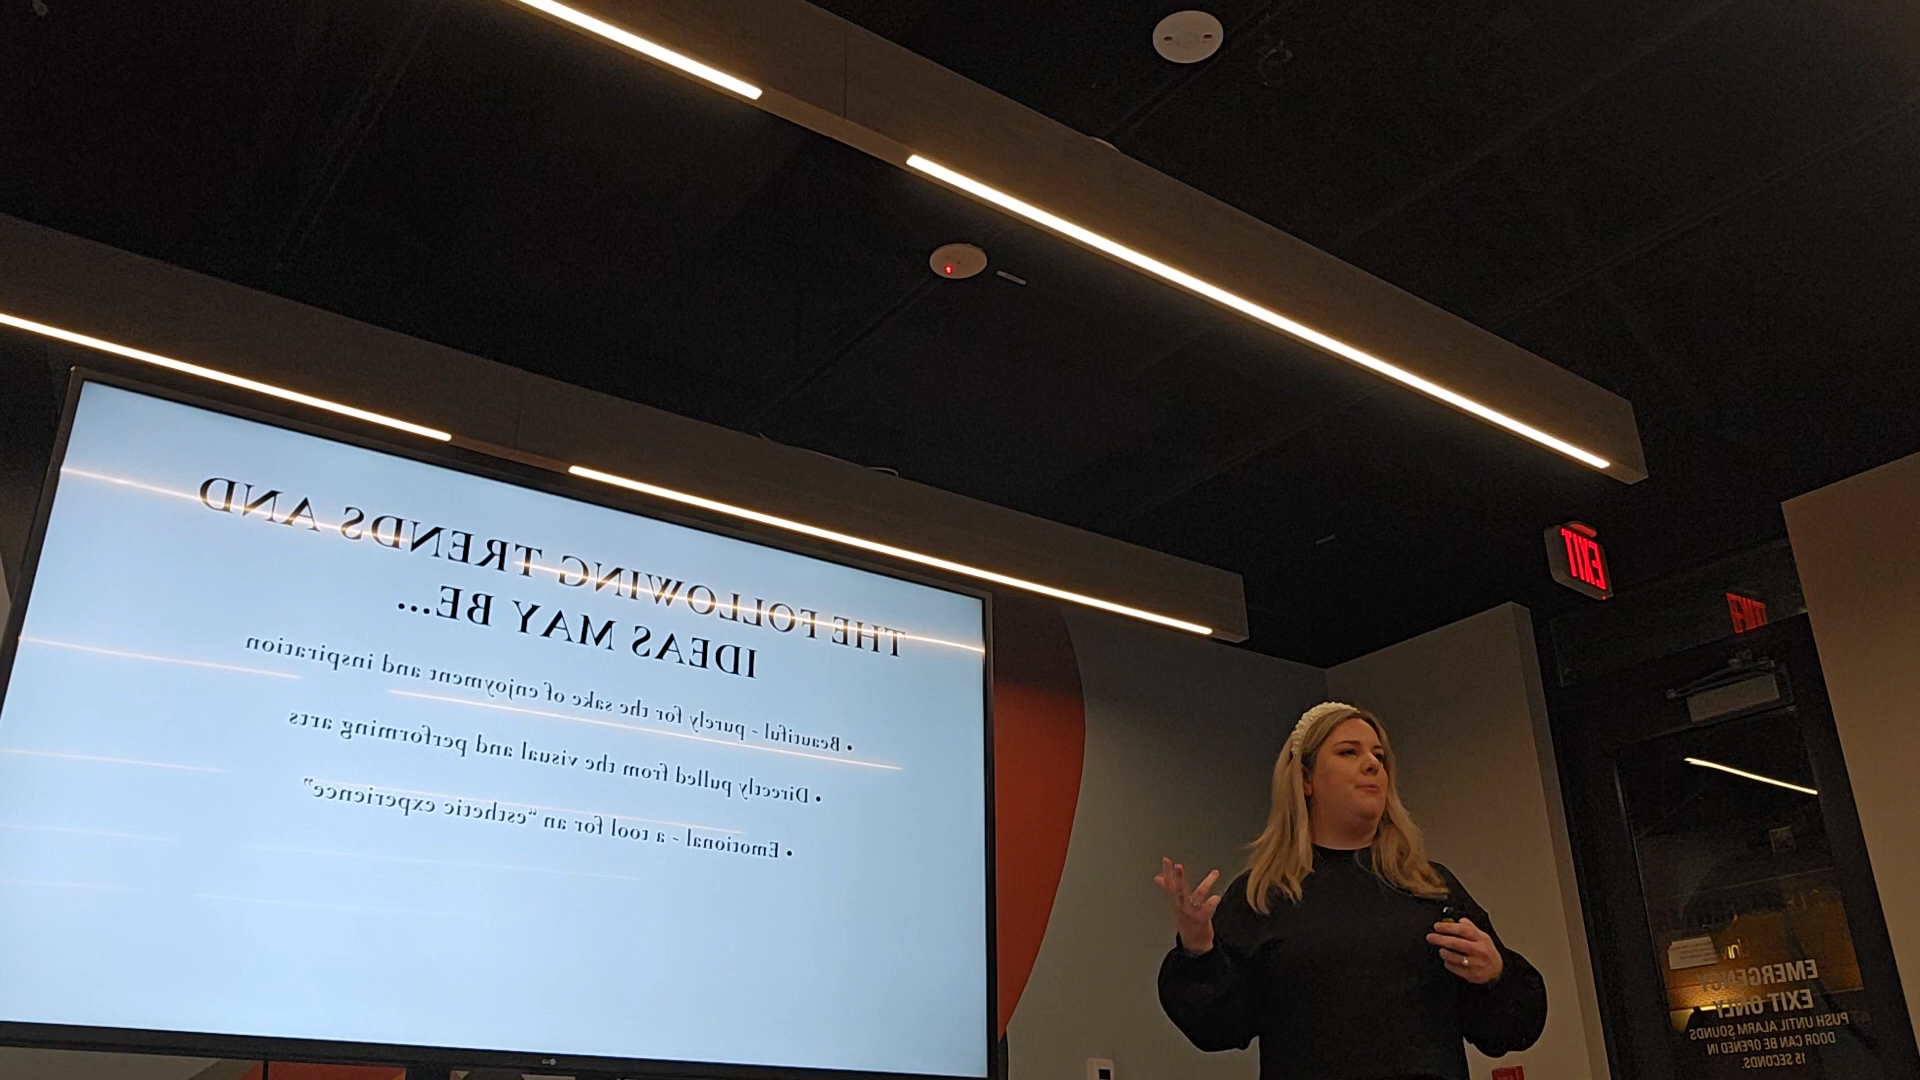 THE FOLLOWING TRENDS AND
IDEAS MAY BE...
• Beautiful - purely for the sake of enjoyment and inspiration
• Directly pulled from the visual and performing arts
• Emotional - a tool for an “esthetic experience”
EXIT
EXIT
EMERGENCY
EXIT ONLY
PUSH UNTIL ALARM SOUNDS
DOOR CAN BE OPENED IN
15 SECONDS.